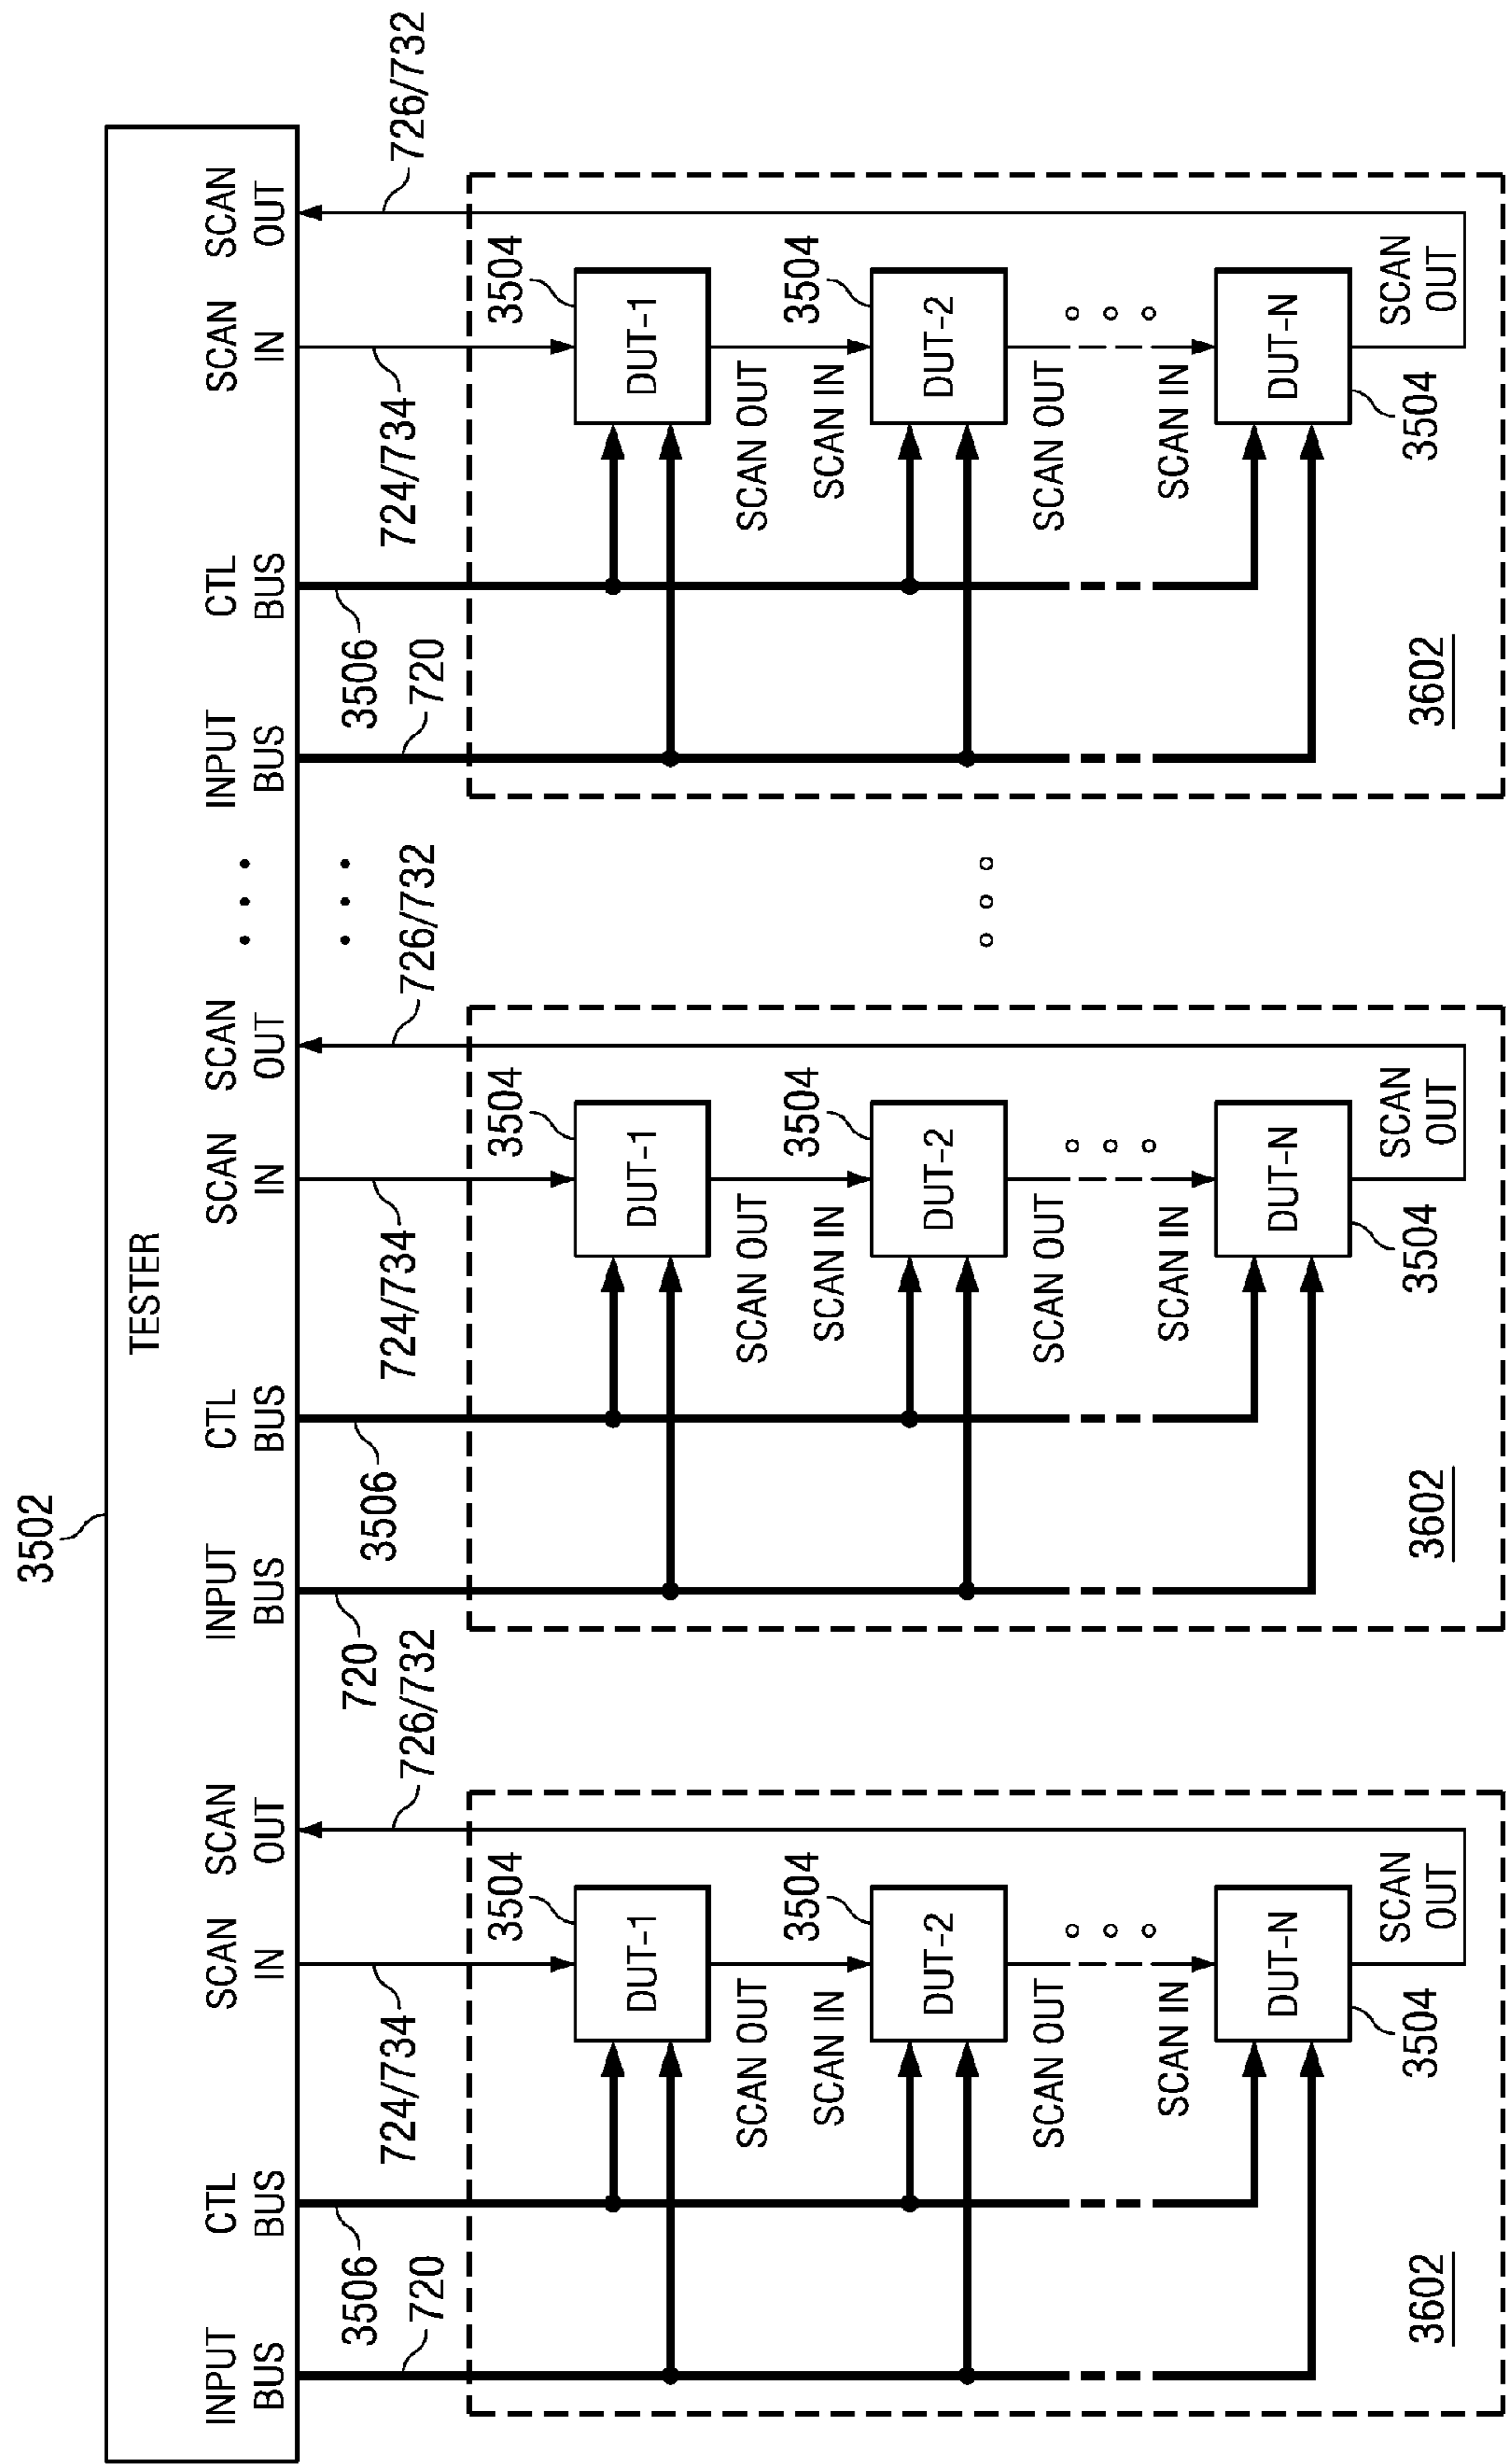 3502
TESTER
INPUT BUS
CTL BUS
SCAN IN
SCAN OUT
INPUT BUS
CTL BUS
SCAN IN
SCAN OUT
INPUT BUS
CTL BUS
SCAN IN
SCAN OUT
3506
720
724/734
726/732
3504
DUT-1
SCAN OUT
SCAN IN
3504
DUT-2
SCAN OUT
SCAN IN
DUT-N
3504
SCAN OUT
3602
720
3506
724/734
726/732
3504
DUT-1
SCAN OUT
SCAN IN
3504
DUT-2
SCAN OUT
SCAN IN
DUT-N
3504
SCAN OUT
3602
3506
720
724/734
726/732
3504
DUT-1
SCAN OUT
SCAN IN
3504
DUT-2
SCAN OUT
SCAN IN
DUT-N
3504
SCAN OUT
3602